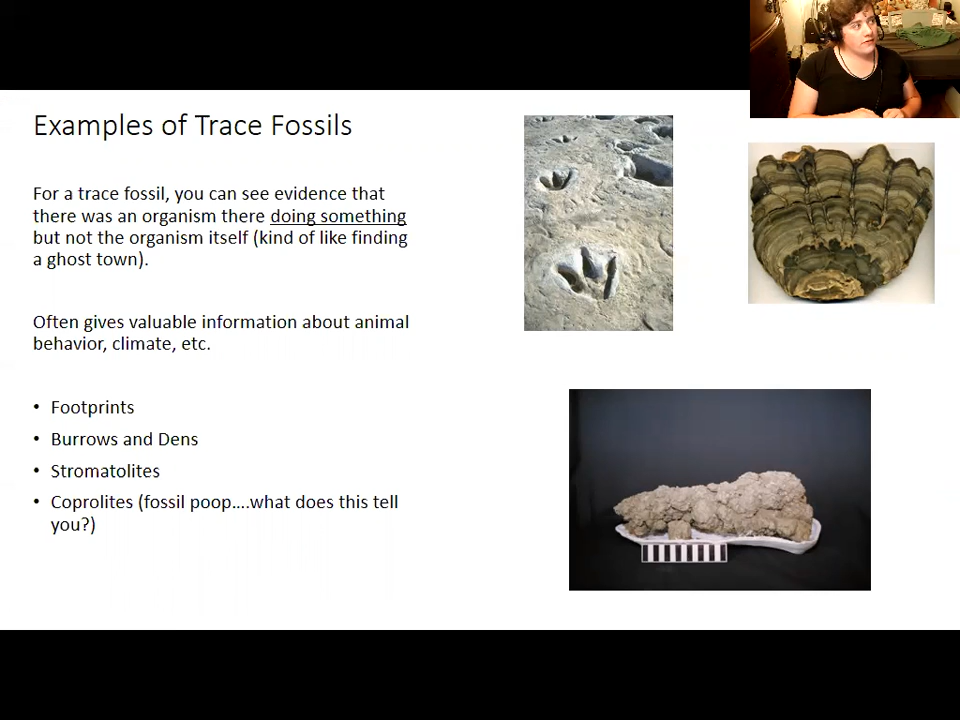 Examples of Trace Fossils
For a trace fossil, you can see evidence that
there was an organism there doing something
but not the organism itself (kind of like finding
a ghost town).
Often gives valuable information about animal
behavior, climate, etc.
• Footprints
• Burrows and Dens
• Stromatolites
• Coprolites (fossil poop....what does this tell
you?)